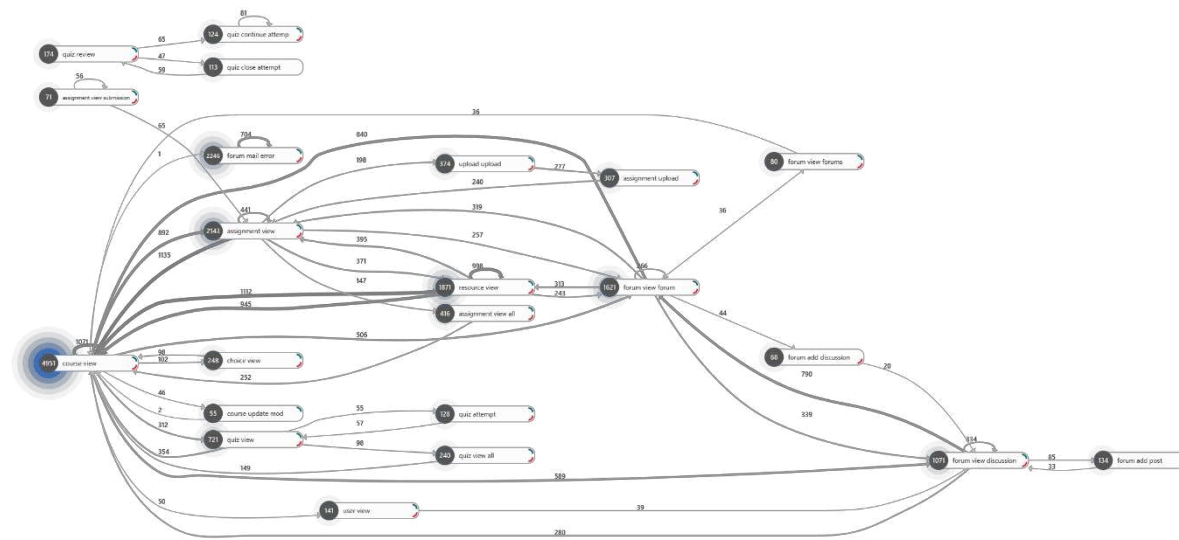 81
65
124 quiz continue attemp
174 quiz review
47
113 quiz close attempt
59
56
71 assignment view submission
36
65
704
840
1
2246 forum mail error
198
374 upload upload
277
80 forum view forums
307 assignment upload
240
441
319
36
892
2143 assignment view
257
1135
395
371
998
266
147
1871 resource view
313
1621 forum view forum
1112
243
945
416 assignment view all
44
506
1071
98
68 forum add discussion
4951 course view
102
248 choice view
20
252
790
46
55
2
55 course update mod
128 quiz attempt
339
312
57
721 quiz view
98
354
240 quiz view all
334
149
85
1071 forum view discussion
134 forum add post
33
589
50
141 user view
39
280